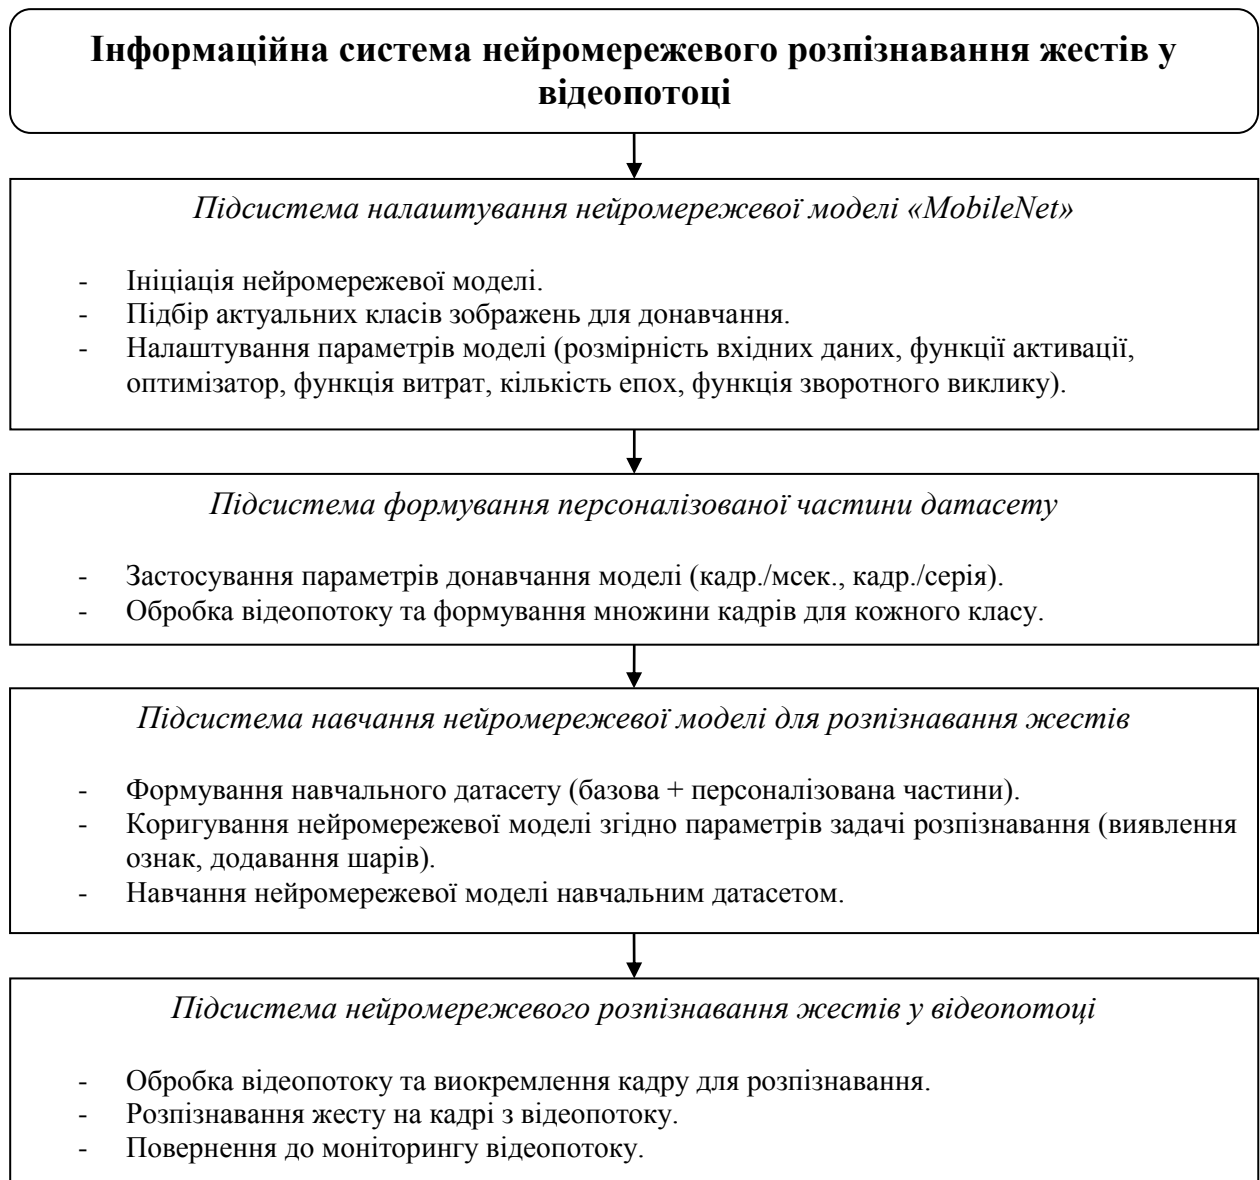 Інформаційна система нейромережевого розпізнавання жестів у
відеопотоці
Підсистема налаштування нейромережевої моделі «MobileNet»
- Ініціація нейромережевої моделі.
- Підбір актуальних класів зображень для донавчання.
- Налаштування параметрів моделі (розмірність вхідних даних, функції активації,
оптимізатор, функція витрат, кількість епох, функція зворотного виклику).
Підсистема формування персоналізованої частини датасету
- Застосування параметрів донавчання моделі (кадр./мсек., кадр./серія).
- Обробка відеопотоку та формування множини кадрів для кожного класу.
Підсистема навчання нейромережевої моделі для розпізнавання жестів
- Формування навчального датасету (базова + персоналізована частини).
- Коригування нейромережевої моделі згідно параметрів задачі розпізнавання (виявлення
ознак, додавання шарів).
- Навчання нейромережевої моделі навчальним датасетом.
Підсистема нейромережевого розпізнавання жестів у відеопотоці
- Обробка відеопотоку та виокремлення кадру для розпізнавання.
- Розпізнавання жесту на кадрі з відеопотоку.
- Повернення до моніторингу відеопотоку.